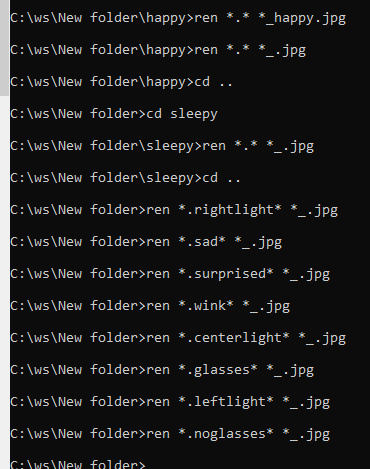 C:\ws\New folder\happy>ren *.* *_happy.jpg
C:\ws\New folder\happy>ren *.* *_.jpg
C:\ws\New folder\happy>cd ..
C:\ws\New folder>cd sleepy
C:\ws\New folder\sleepy>ren *.* *_.jpg
C:\ws\New folder\sleepy>cd ..
C:\ws\New folder>ren *.rightlight* *_.jpg
C:\ws\New folder>ren *.sad* *_.jpg
C:\ws\New folder>ren *.surprised* *_.jpg
C:\ws\New folder>ren *.wink* *_.jpg
C:\ws\New folder>ren *.centerlight* *_.jpg
C:\ws\New folder>ren *.glasses* *_.jpg
C:\ws\New folder>ren *.leftlight* *_.jpg
C:\ws\New folder>ren *.noglasses* *_.jpg
C:\ws\New folder>